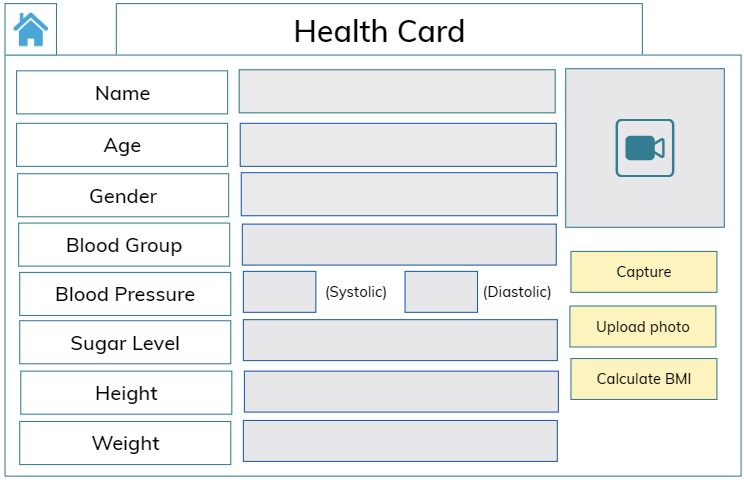 Health Card
Name
Age
Gender
Blood Group
Blood Pressure
(Systolic)
(Diastolic)
Sugar Level
Height
Weight
Capture
Upload photo
Calculate BMI